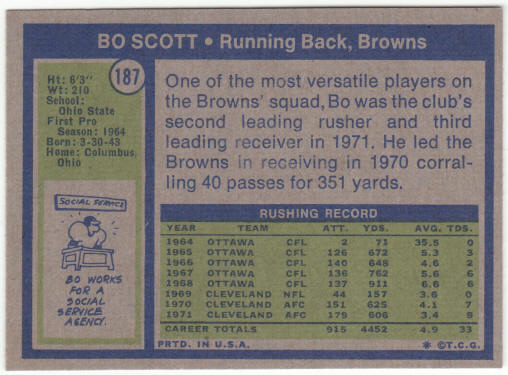 BO SCOTT • Running Back, Browns
187
Ht: 6'3"
Wt: 210
School:
Ohio State
First Pro
Season: 1964
Born: 3-30-43
Home: Columbus,
Ohio
One of the most versatile players on
the Browns' squad, Bo was the club's
second leading rusher and third
leading receiver in 1971. He led the
Browns in receiving in 1970 corral-
ling 40 passes for 351 yards.
SOCIAL SERVICE
BO WORKS
FOR A
SOCIAL
SERVICE
AGENCY.
RUSHING RECORD
YEAR TEAM ATT. YDS. AVG. TDS.
1964 OTTAWA CFL 2 71 35.5 0
1965 OTTAWA CFL 126 672 5.3 3
1966 OTTAWA CFL 140 648 4.6 2
1967 OTTAWA CFL 136 762 5.6 6
1968 OTTAWA CFL 137 911 6.6 6
1969 CLEVELAND NFL 44 157 3.6 0
1970 CLEVELAND AFC 151 625 4.1 7
1971 CLEVELAND AFC 179 606 3.4 9
CAREER TOTALS 915 4452 4.9 33
PRTD. IN U.S.A. * ©T.C.G.